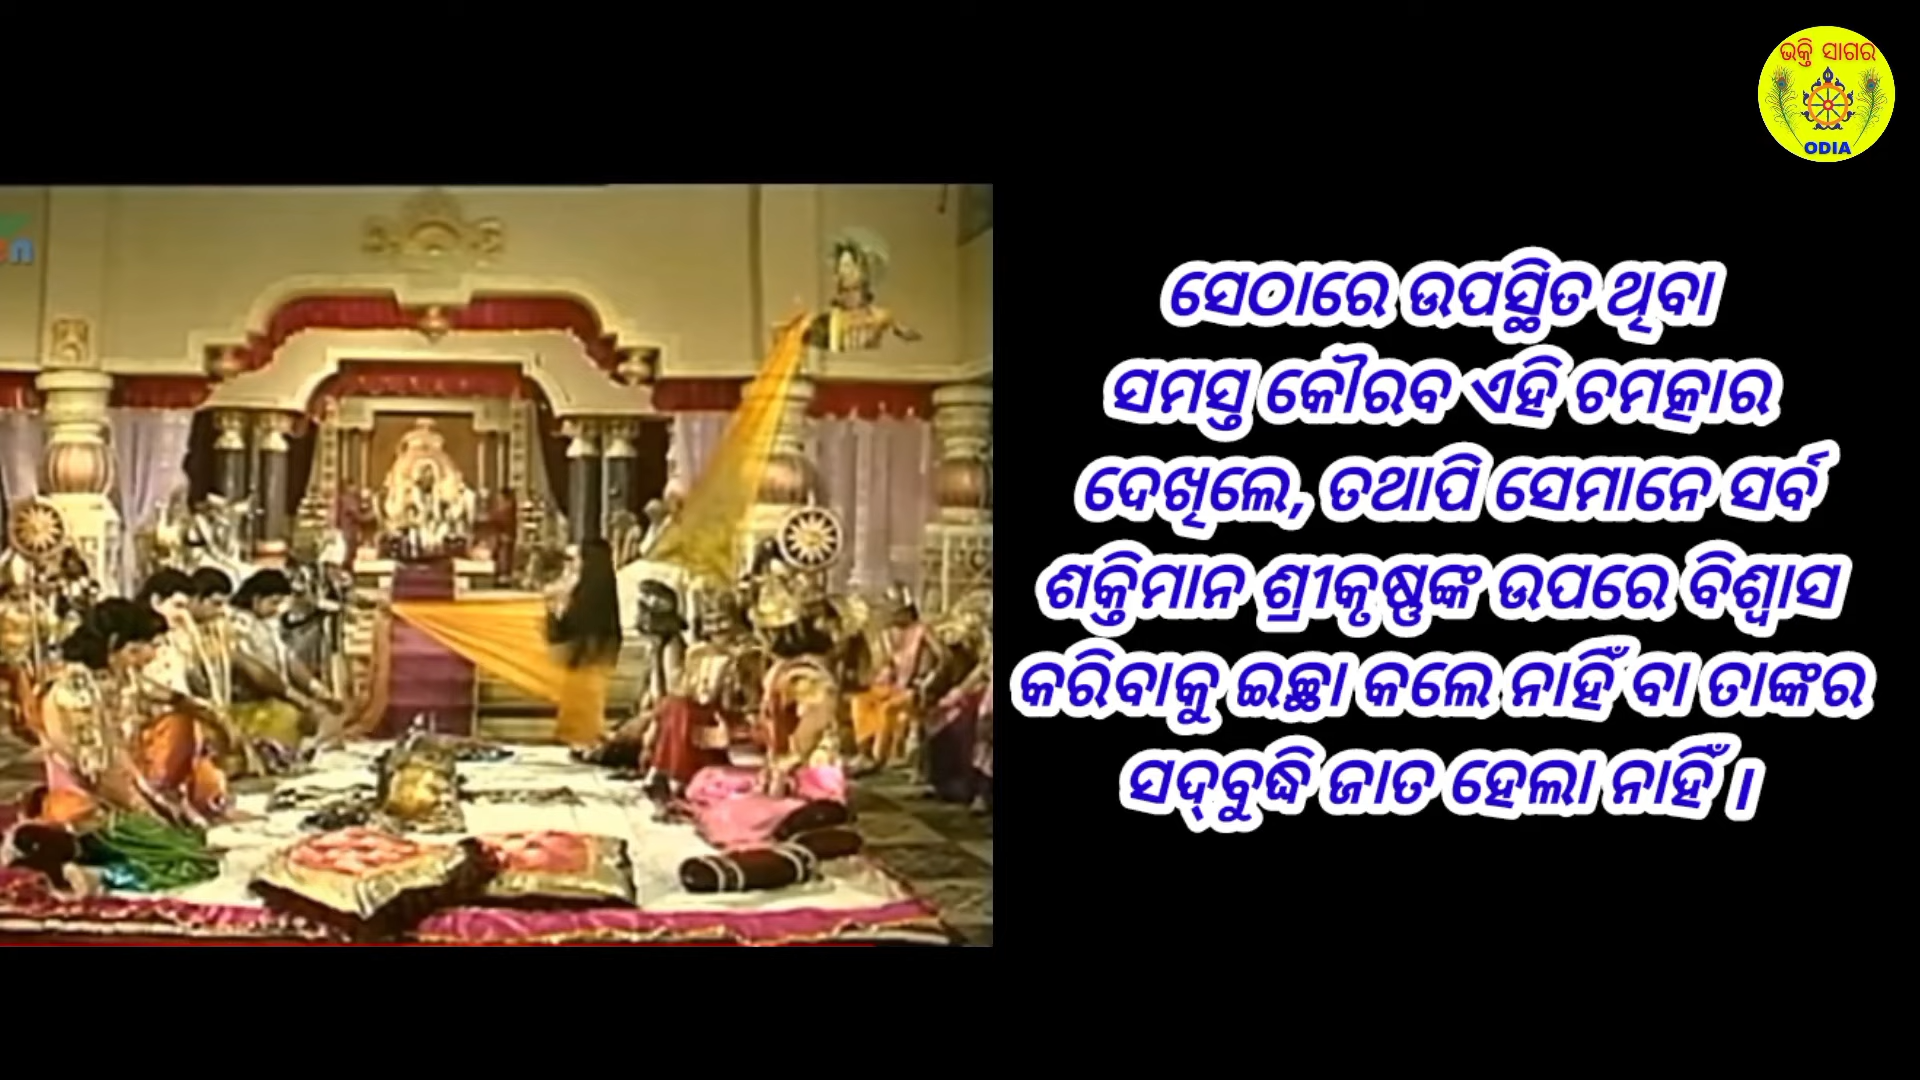 ଭକ୍ତି ସାଗର
ODIA
ସେଠାରେ ଉପସ୍ଥିତ ଥିବା
ସମସ୍ତ କୌରବ ଏହି ଚମତ୍କାର
ଦେଖିଲେ, ତଥାପି ସେମାନେ ସର୍ବ
ଶକ୍ତିମାନ ଶ୍ରୀକୃଷ୍ଣଙ୍କ ଉପରେ ବିଶ୍ୱାସ
କରିବାକୁ ଇଚ୍ଛା କଲେ ନାହିଁ ବା ତାଙ୍କର
ସଦ୍‌ବୁଦ୍ଧି ଜାତ ହେଲା ନାହିଁ ।